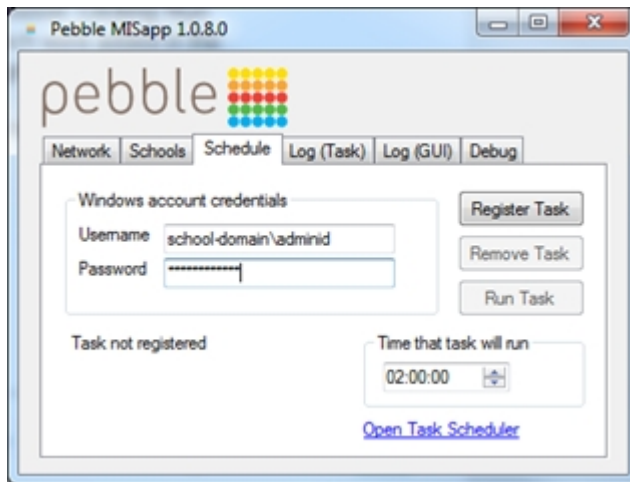 Pebble MISapp 1.0.8.0
pebble
Network Schools Schedule Log (Task) Log (GUI) Debug
Windows account credentials
Username school-domain\adminid
Password •••••••••••••
Register Task
Remove Task
Run Task
Task not registered
Time that task will run
02:00:00
Open Task Scheduler